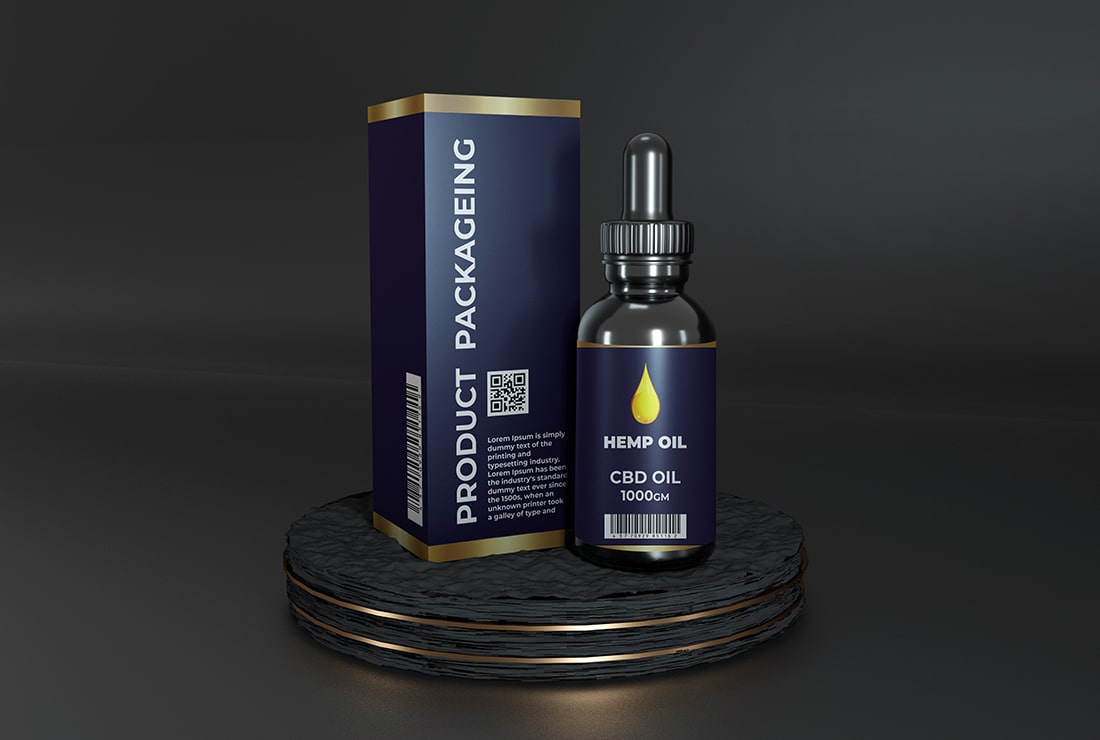 PRODUCT PACKAGEING
Lorem Ipsum is simply
dummy text of the
printing and
typesetting industry.
Lorem Ipsum has been
the industry's standard
dummy text ever since
the 1500s, when an
unknown printer took
a galley of type and
HEMP OIL
CBD OIL
1000GM